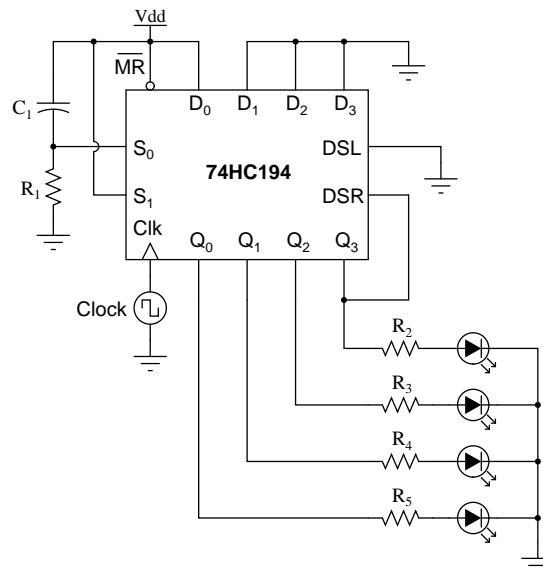 Vdd
M̅R̅
D₀ D₁ D₂ D₃
C₁
S₀ DSL
74HC194
R₁ S₁ DSR
Clk Q₀ Q₁ Q₂ Q₃
Clock
R₂
R₃
R₄
R₅